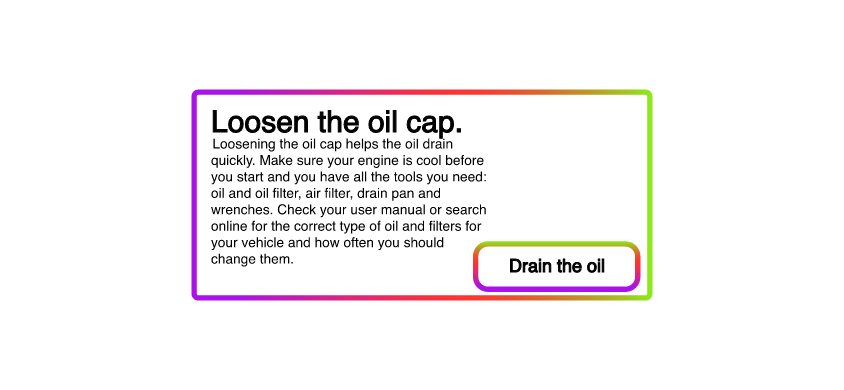 Loosen the oil cap.
Loosening the oil cap helps the oil drain
quickly. Make sure your engine is cool before
you start and you have all the tools you need:
oil and oil filter, air filter, drain pan and
wrenches. Check your user manual or search
online for the correct type of oil and filters for
your vehicle and how often you should
change them.
Drain the oil